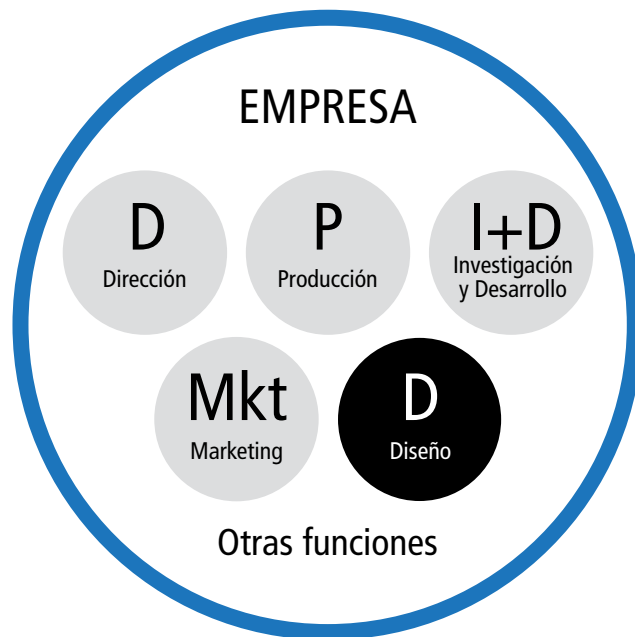 EMPRESA
D
Dirección
P
Producción
I+D
Investigación
y Desarrollo
Mkt
Marketing
D
Diseño
Otras funciones